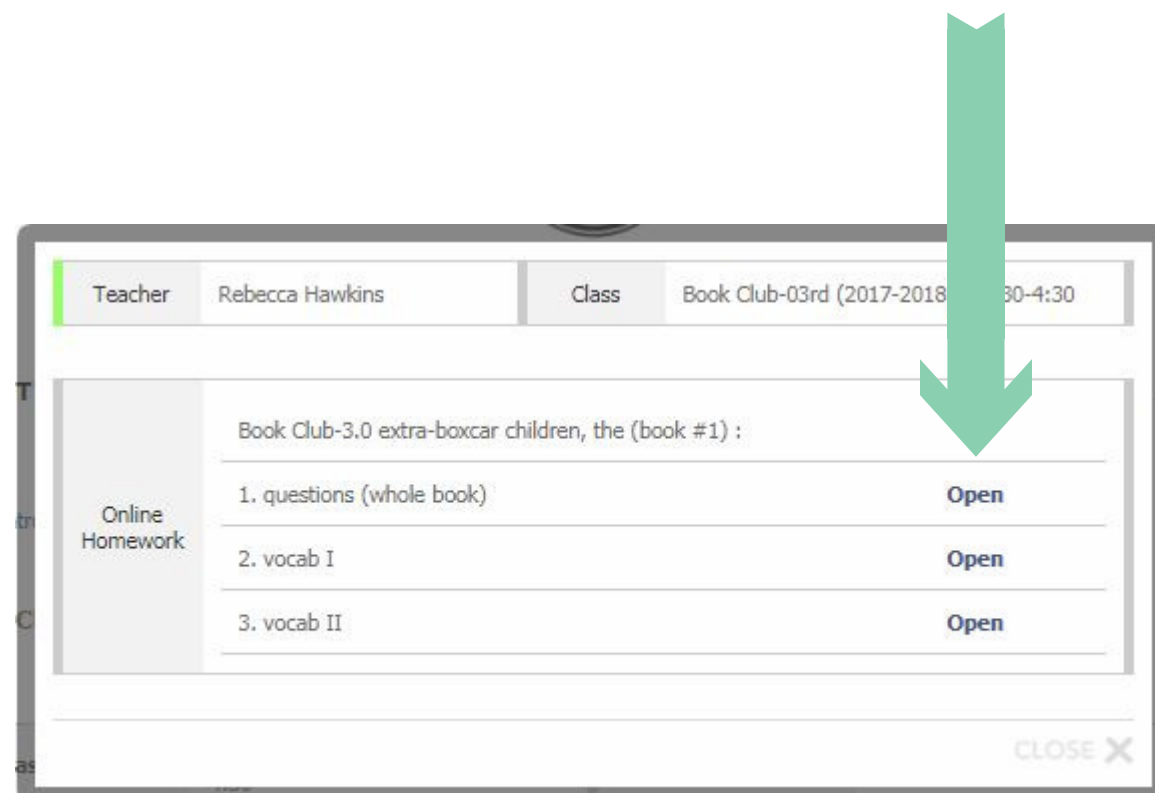 Teacher Rebecca Hawkins Class Book Club-03rd (2017-2018 30-4:30
Book Club-3.0 extra-boxcar children, the (book #1) :
1. questions (whole book) Open
Online
Homework
2. vocab I Open
3. vocab II Open
CLOSE X